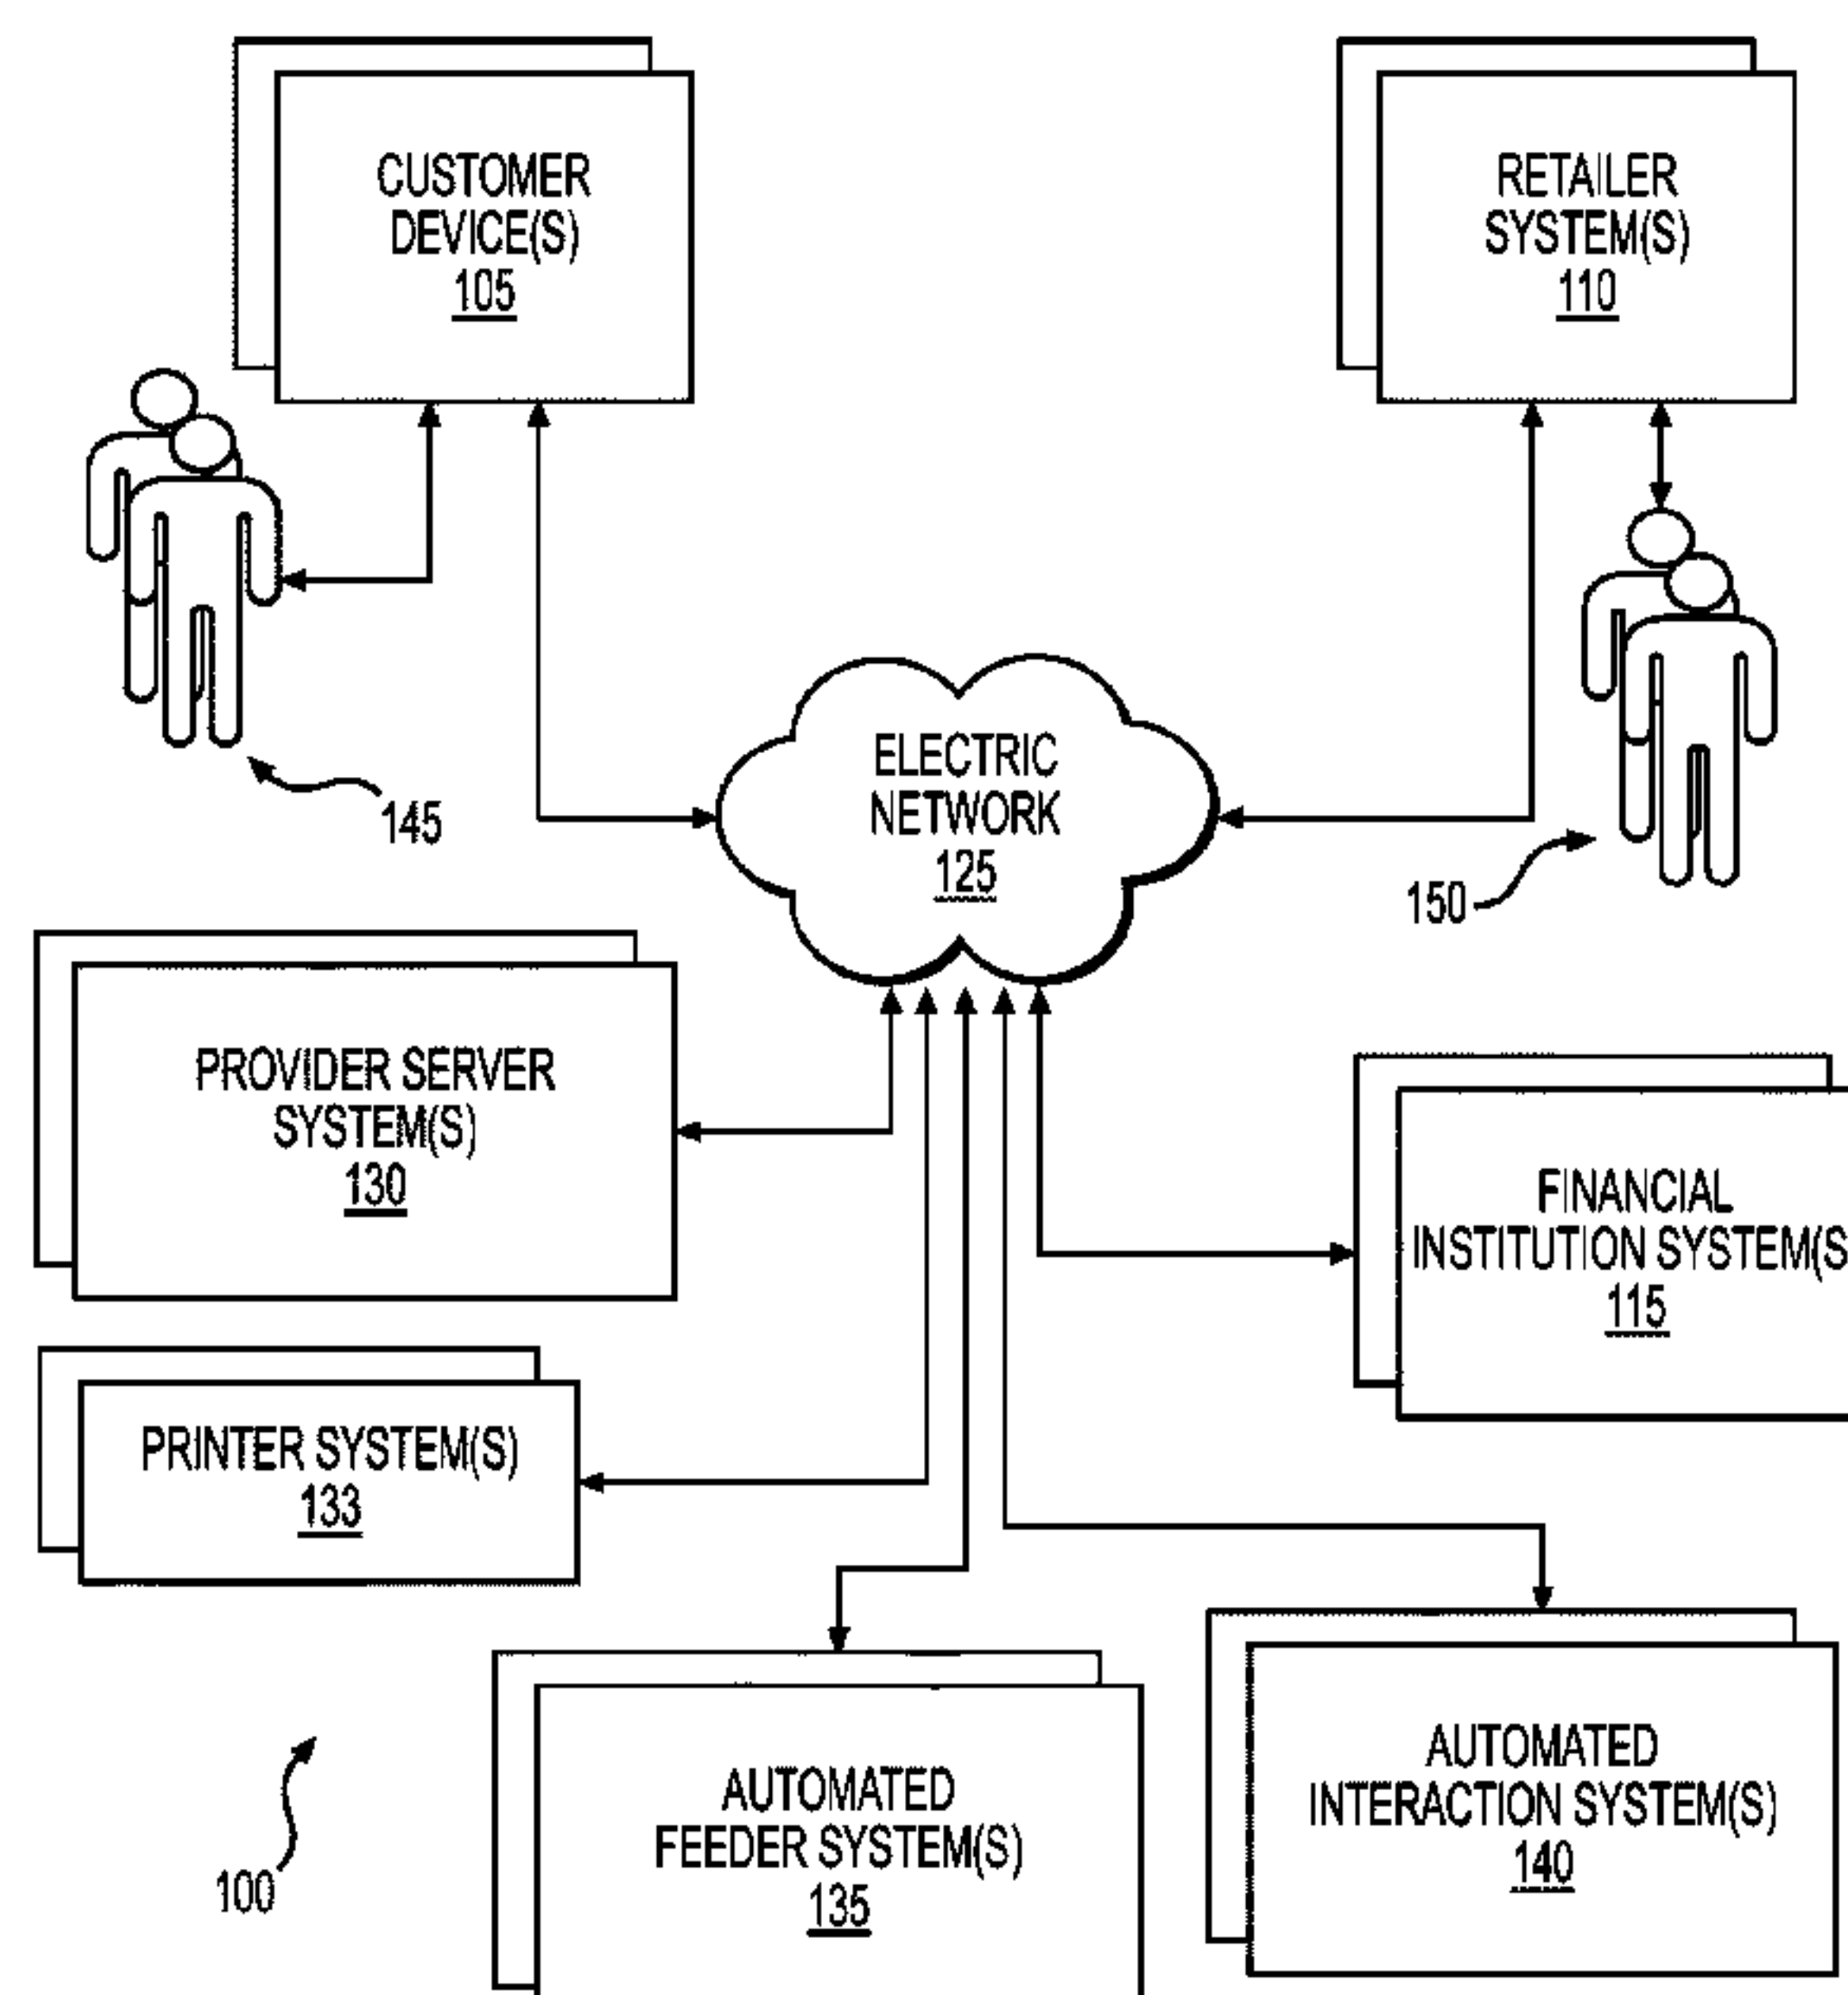 CUSTOMER
DEVICE(S)
105
RETAILER
SYSTEM(S)
110
145
ELECTRIC
NETWORK
125
150
PROVIDER SERVER
SYSTEM(S)
130
FINANCIAL
INSTITUTION SYSTEM(S
115
PRINTER SYSTEM(S)
133
AUTOMATED
INTERACTION SYSTEM(S)
140
AUTOMATED
FEEDER SYSTEM(S)
135
100